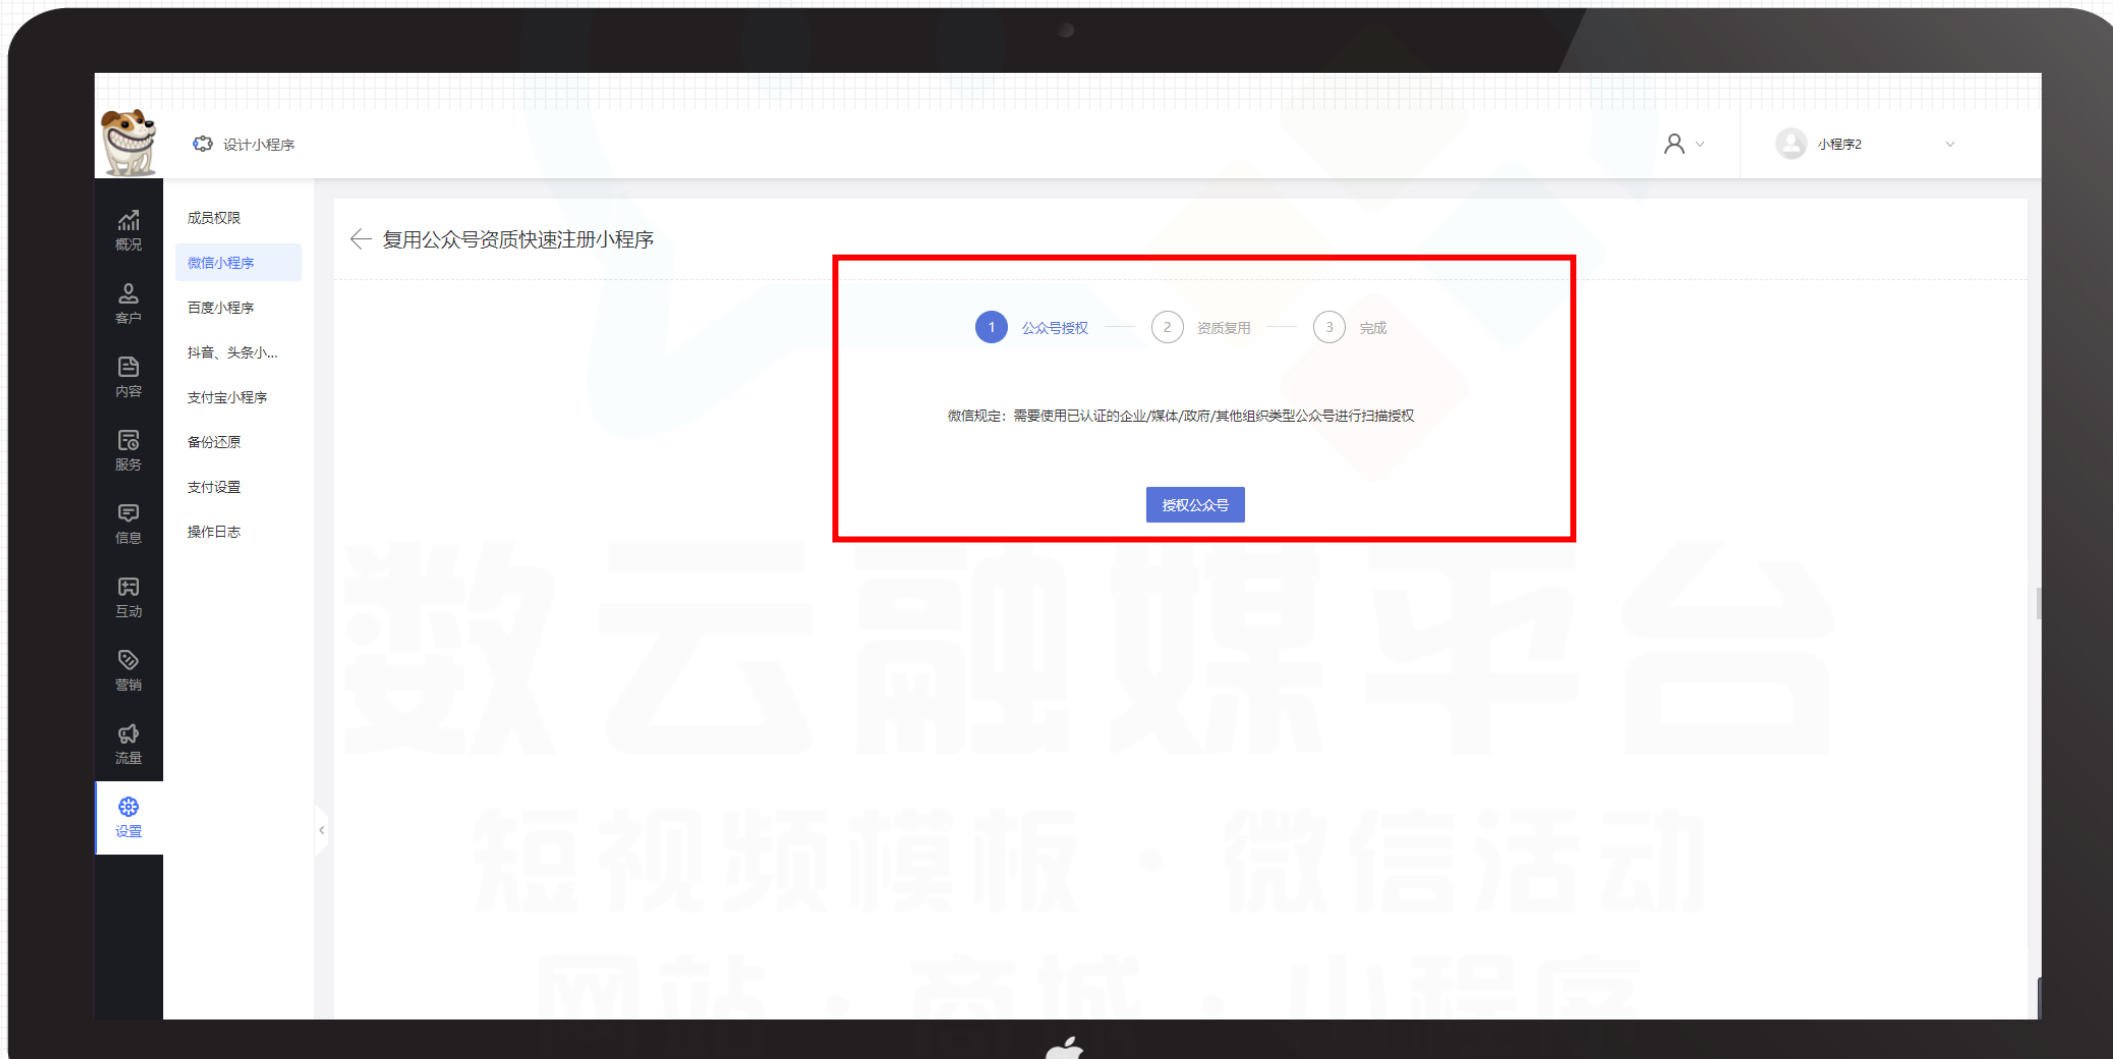 设计小程序
小程序2
概况
客户
内容
服务
信息
互动
营销
流量
设置
成员权限
微信小程序
百度小程序
抖音、头条小...
支付宝小程序
备份还原
支付设置
操作日志
复用公众号资质快速注册小程序
1 公众号授权 2 资质复用 3 完成
微信规定：需要使用已认证的企业/媒体/政府/其他组织类型公众号进行扫描授权
授权公众号
数云融媒平台
短视频模板·微信活动
网站·商城·小程序